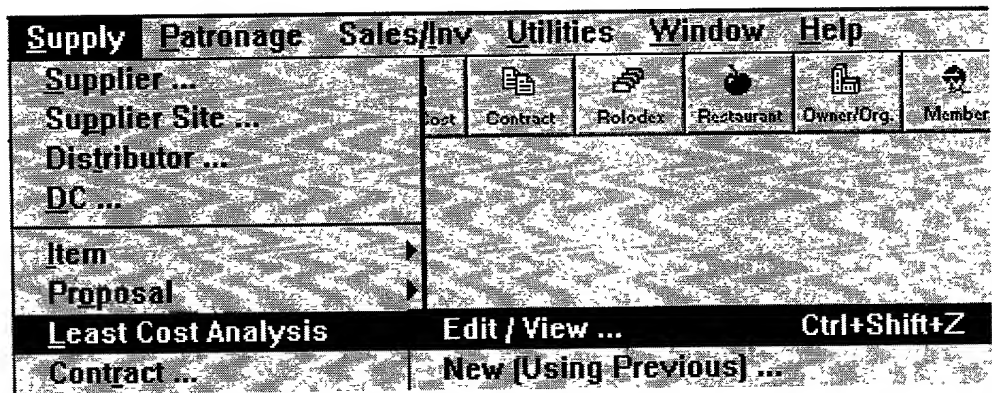 Supply Patronage Sales/Inv Utilities Window Help
Supplier ...
Supplier Site ...
Distributor ...
DC ...
Item
Proposal
Least Cost Analysis
Contract ...
Cost Contract Rolodex Restaurant Owner/Org. Member
Edit / View ... Ctrl+Shift+Z
New (Using Previous) ...